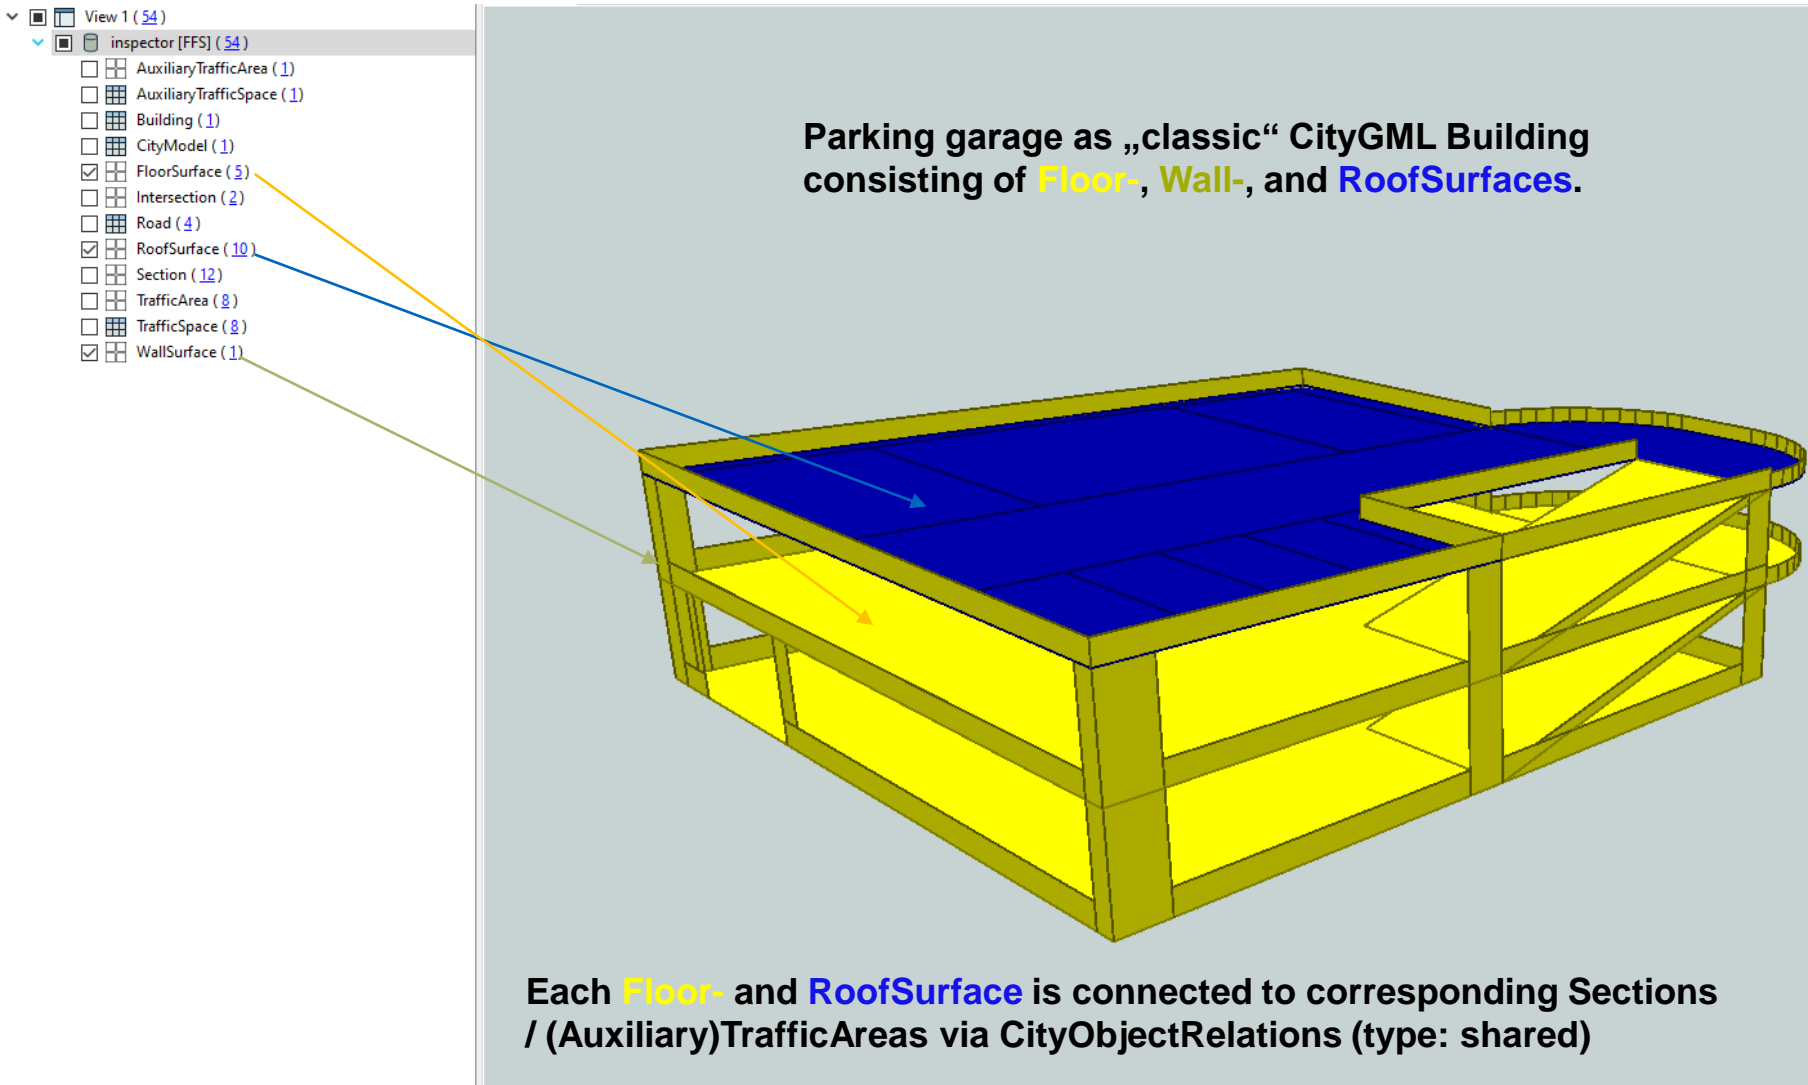 View 1 ( 54 )
inspector [FFS] ( 54 )
AuxiliaryTrafficArea ( 1 )
AuxiliaryTrafficSpace ( 1 )
Building ( 1 )
CityModel ( 1 )
FloorSurface ( 5 )
Intersection ( 2 )
Road ( 4 )
RoofSurface ( 10 )
Section ( 12 )
TrafficArea ( 8 )
TrafficSpace ( 8 )
WallSurface ( 1 )
Parking garage as „classic“ CityGML Building
consisting of Floor-, Wall-, and RoofSurfaces.
Each Floor- and RoofSurface is connected to corresponding Sections
/ (Auxiliary)TrafficAreas via CityObjectRelations (type: shared)